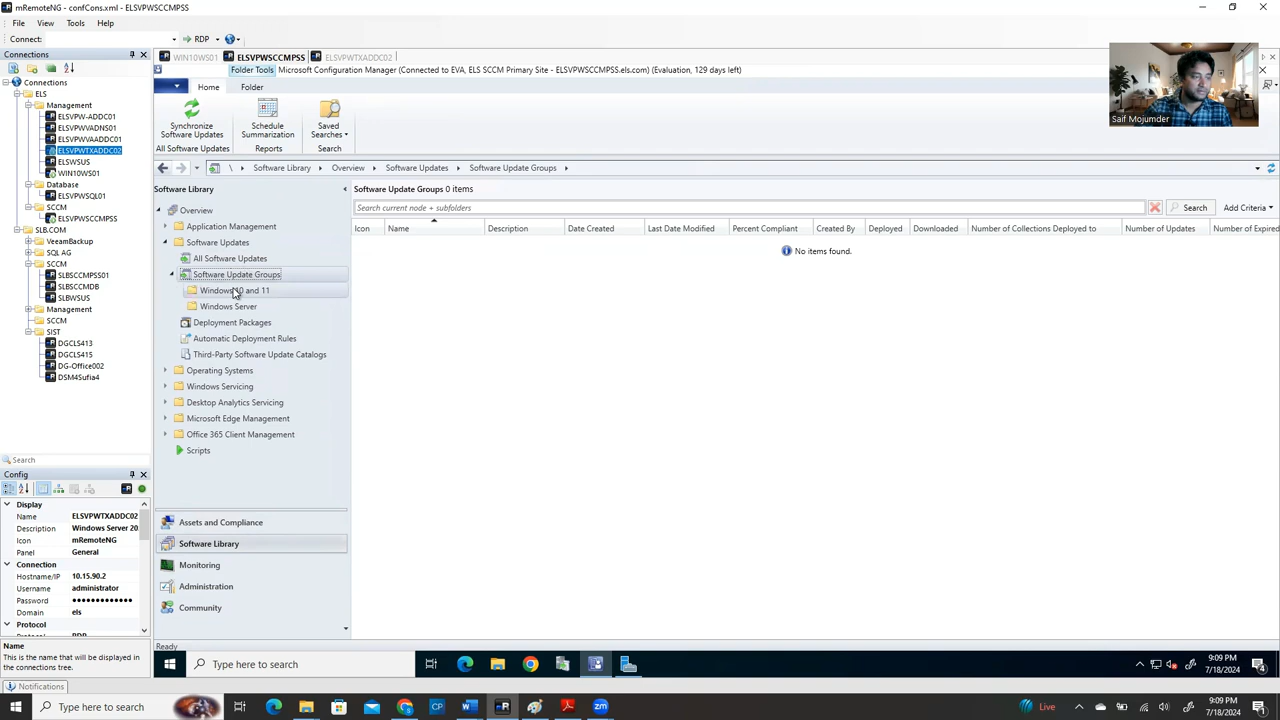 mRemoteNG - confCons.xml - ELSVPWSCCMPSS
File View Tools Help
Connect: RDP
Connections
Connections
ELS
Management
ELSVPW-ADDC01
ELSVPWVADNS01
ELSVPWVAADDC01
ELSVPWTXADDC02
ELSWSUS
WIN10WS01
Database
ELSVPWSQL01
SCCM
ELSVPWSCCMPSS
SLB.COM
VeeamBackup
SQL AG
SCCM
SLBSCCMPSS01
SLBSCCMDB
SLBWSUS
Management
SCCM
SIST
DGCLS413
DGCLS415
DG-Office002
DSM4Sufia4
Search
Config
Display
Name ELSVPWTXADDC02
Description Windows Server 20
Icon mRemoteNG
Panel General
Connection
Hostname/IP 10.15.90.2
Username administrator
Password ●●●●●●●●●●●●
Domain els
Protocol
Name
This is the name that will be displayed in
the connections tree.
Notifications
WIN10WS01 ELSVPWSCCMPSS ELSVPWTXADDC02
Folder Tools Microsoft Configuration Manager (Connected to EVA, ELS SCCM Primary Site - ELSVPWSCCMPSS.els.com) (Evaluation, 129 days left)
Home Folder
Synchronize
Software Updates
Schedule
Summarization
Saved
Searches
All Software Updates Reports Search
\ Software Library Overview Software Updates Software Update Groups
Software Library
Overview
Application Management
Software Updates
All Software Updates
Software Update Groups
Windows 10 and 11
Windows Server
Deployment Packages
Automatic Deployment Rules
Third-Party Software Update Catalogs
Operating Systems
Windows Servicing
Desktop Analytics Servicing
Microsoft Edge Management
Office 365 Client Management
Scripts
Assets and Compliance
Software Library
Monitoring
Administration
Community
Software Update Groups 0 items
Search current node + subfolders Search Add Criteria
Icon Name Description Date Created Last Date Modified Percent Compliant Created By Deployed Downloaded Number of Collections Deployed to Number of Updates Number of Expired
No items found.
Saif Mojumder
Ready
Type here to search
9:09 PM
7/18/2024
4
Type here to search
Live
9:09 PM
7/18/2024
1